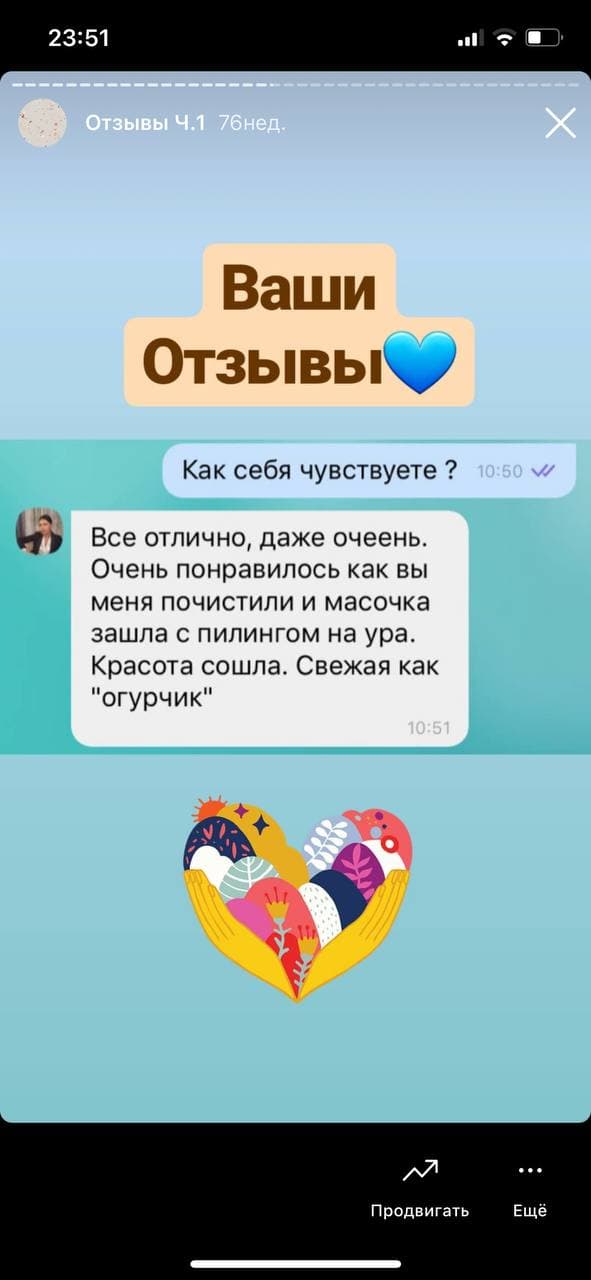 23:51
Отзывы Ч.1 76нед.
Ваши
Отзывы
Как себя чувствуете ? 10:50
Все отлично, даже очеень.
Очень понравилось как вы
меня почистили и масочка
зашла с пилингом на ура.
Красота сошла. Свежая как
"огурчик"
10:51
Продвигать
Ещё